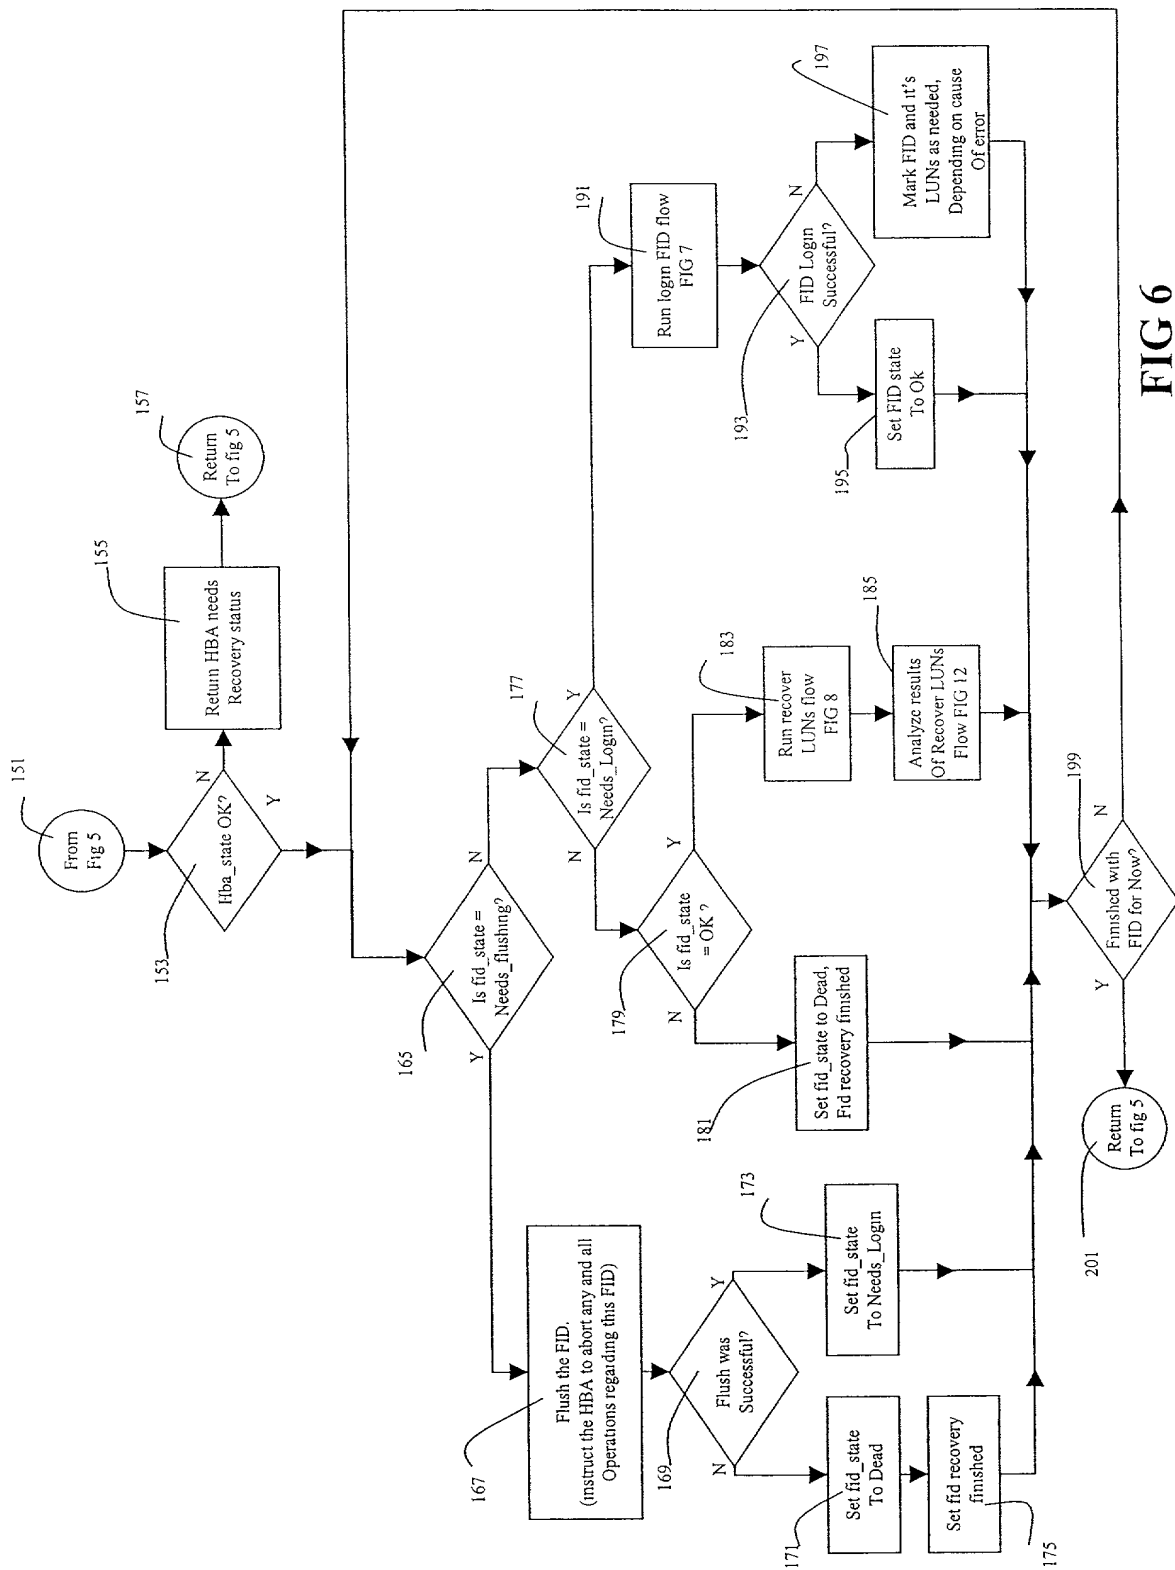 151
From
Fig 5
153
Hba_state OK?
N
Y
155
Return HBA needs
Recovery status
157
Return
To fig 5
165
Is fid_state =
Needs_flushing?
Y
N
167
Flush the FID.
(instruct the HBA to abort any and all
Operations regarding this FID)
169
Flush was
Successful?
N
Y
171
Set fid_state
To Dead
175
Set fid recovery
finished
173
Set fid_state
To Needs_Login
177
Is fid_state =
Needs_Login?
N
Y
179
Is fid_state
= OK ?
N
Y
181
Set fid_state to Dead,
Fid recovery finished
183
Run recover
LUNs flow
FIG 8
185
Analyze results
Of Recover LUNs
Flow FIG 12
191
Run login FID flow
FIG 7
193
FID Login
Successful?
Y
N
195
Set FID state
To Ok
197
Mark FID and it's
LUNs as needed,
Depending on cause
Of error
199
Finished with
FID for Now?
Y
N
201
Return
To fig 5
FIG 6